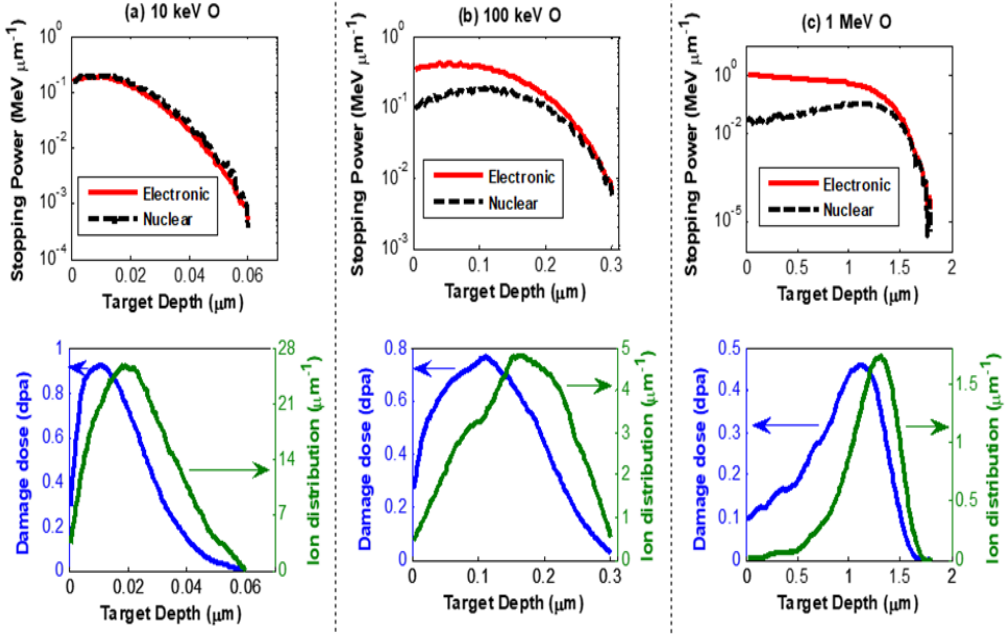 (a) 10 keV O
Stopping Power (MeV μm⁻¹)
10⁰
10⁻¹
10⁻²
10⁻³
10⁻⁴
Electronic
Nuclear
0 0.02 0.04 0.06
Target Depth (μm)
(b) 100 keV O
Stopping Power (MeV μm⁻¹)
10⁰
10⁻¹
10⁻²
10⁻³
Electronic
Nuclear
0 0.1 0.2 0.3
Target Depth (μm)
(c) 1 MeV O
Stopping Power (MeV μm⁻¹)
10⁰
10⁻²
10⁻⁵
Electronic
Nuclear
0 0.5 1 1.5 2
Target Depth (μm)
Damage dose (dpa)
1
0.8
0.6
0.4
0.2
0
28
26
14
7
0
Ion distribution (μm⁻¹)
0 0.02 0.04 0.06
Target Depth (μm)
Damage dose (dpa)
0.8
0.6
0.4
0.2
0
5
4
3
2
1
0
Ion distribution (μm⁻¹)
0 0.1 0.2 0.3
Target Depth (μm)
Damage dose (dpa)
0.5
0.4
0.3
0.2
0.1
0
1.5
1
0.5
0
Ion distribution (μm⁻¹)
0 0.5 1 1.5 2
Target Depth (μm)